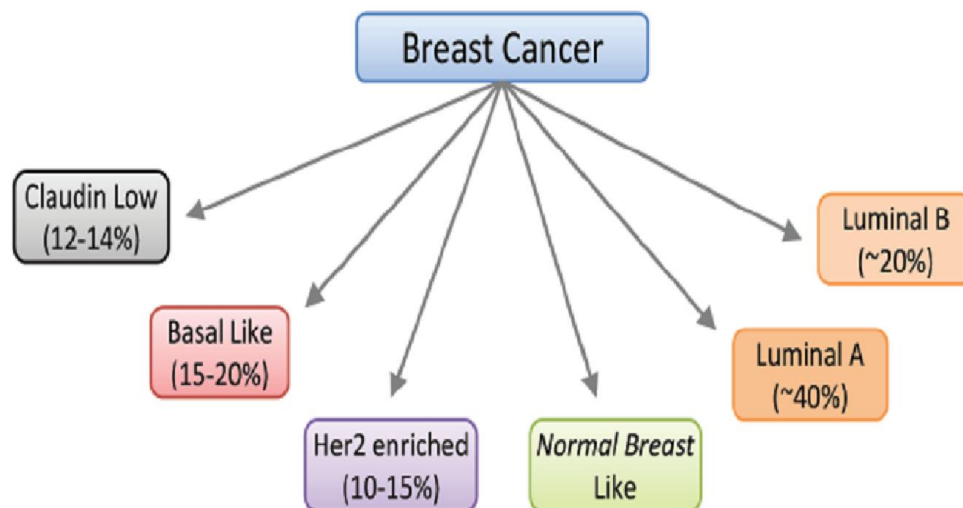 Breast Cancer
Claudin Low
(12-14%)
Basal Like
(15-20%)
Her2 enriched
(10-15%)
Normal Breast
Like
Luminal A
(~40%)
Luminal B
(~20%)